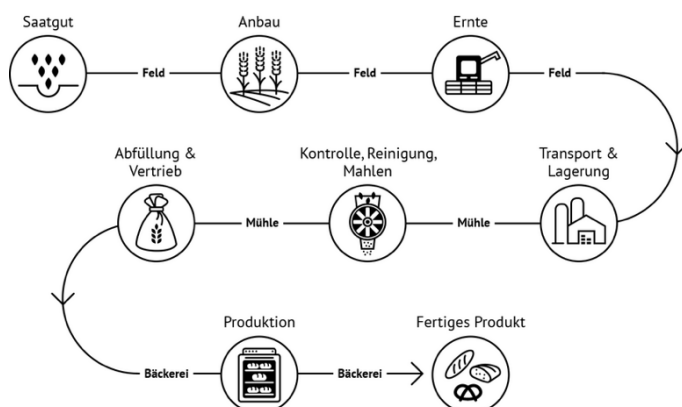 Saatgut
Anbau
Ernte
Feld
Feld
Feld
Abfüllung &
Vertrieb
Kontrolle, Reinigung,
Mahlen
Transport &
Lagerung
Mühle
Mühle
Produktion
Fertiges Produkt
Bäckerei
Bäckerei